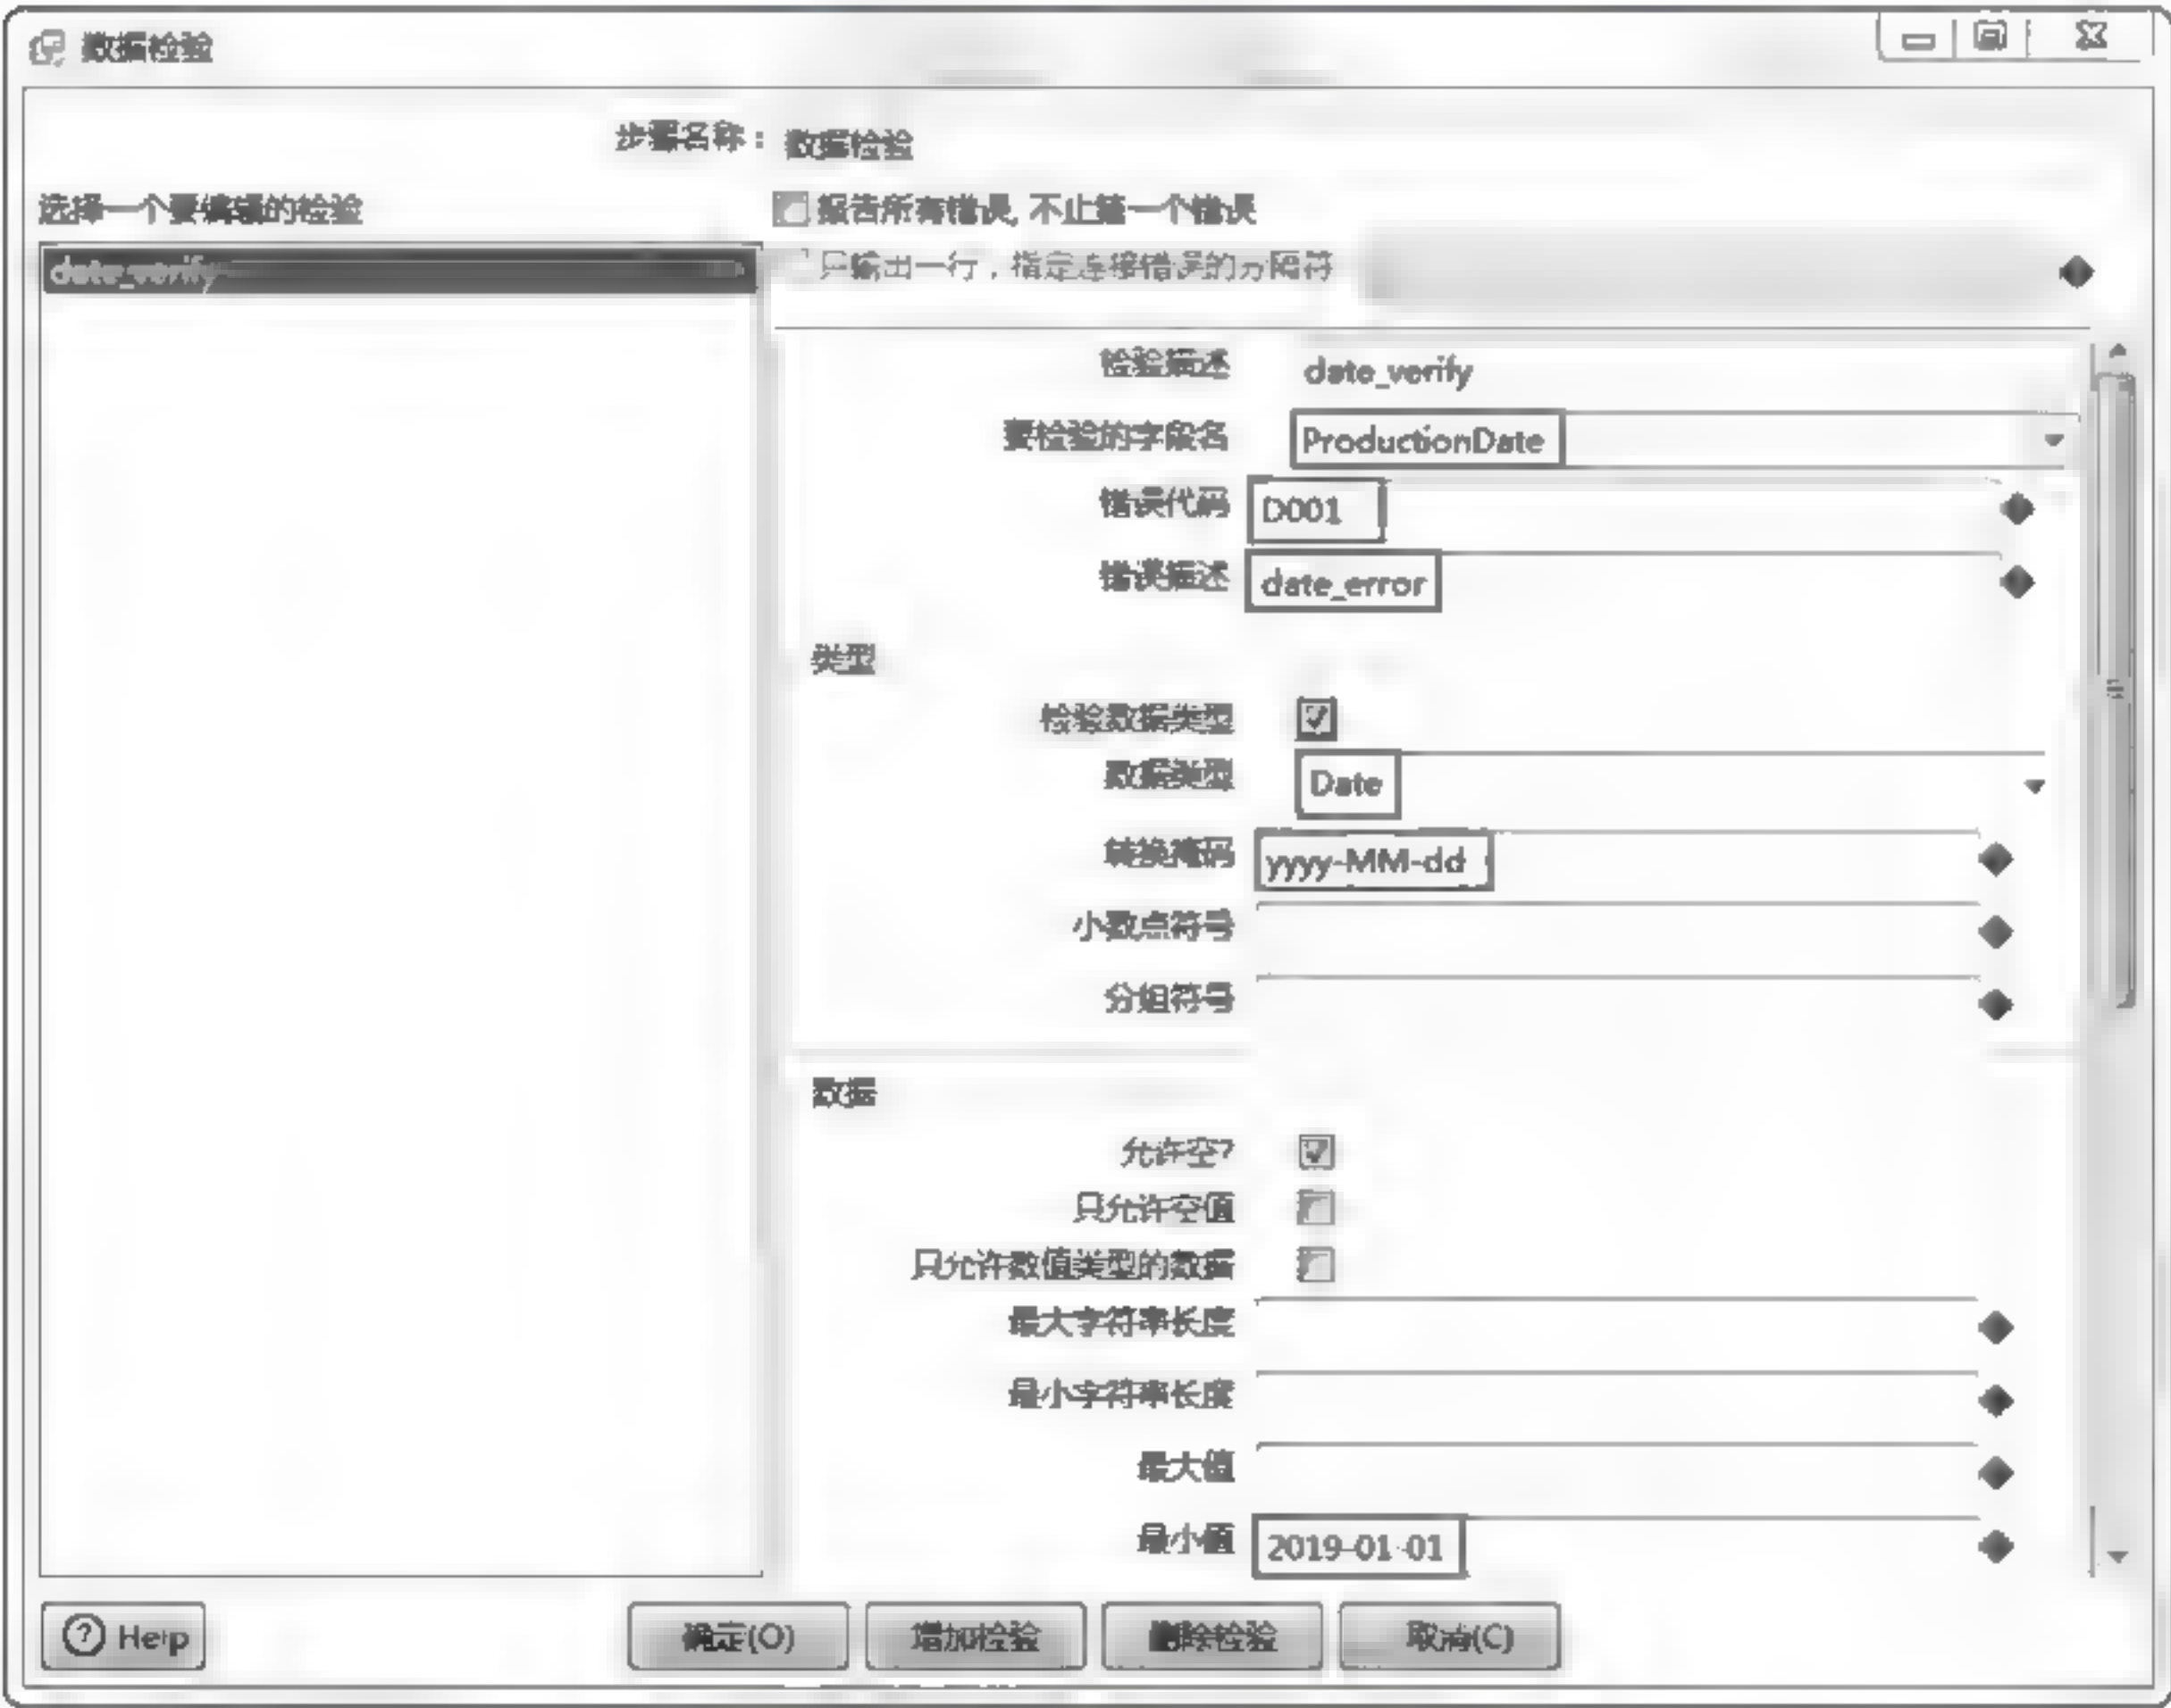 数据检验
步骤名称：
数据检验
选择一个要编辑的检验
报告所有错误, 不止第一个错误
date_verify
只输出一行，指定连接错误的分隔符
检验描述
date_verify
要检验的字段名
ProductionDate
错误代码
D001
错误描述
date_error
类型
检验数据类型
数据类型
Date
转换掩码
yyyy-MM-dd
小数点符号
分组符号
数据
允许空?
只允许空值
只允许数值类型的数据
最大字符串长度
最小字符串长度
最大值
最小值
2019-01-01
Help
确定(O)
增加检验
删除检验
取消(C)